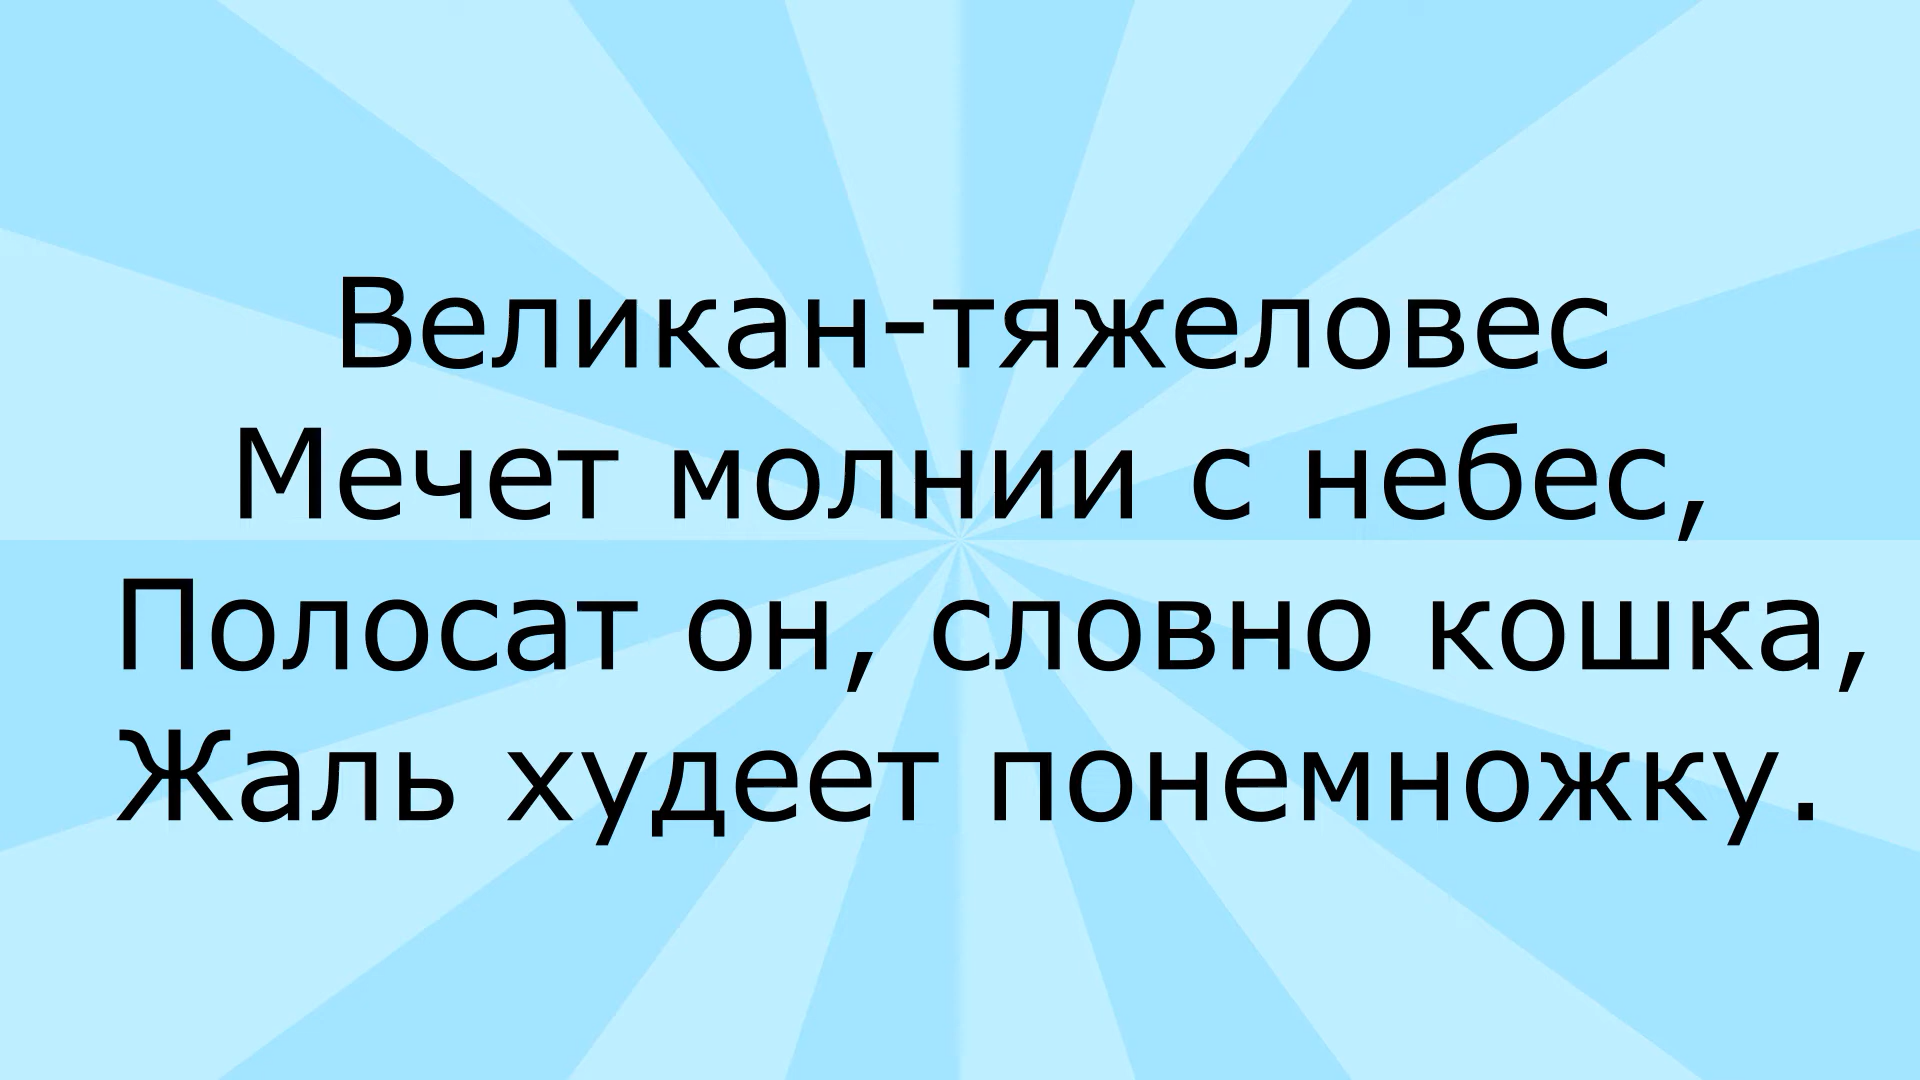 Великан-тяжеловес
Мечет молнии с небес,
Полосат он, словно кошка,
Жаль худеет понемножку.